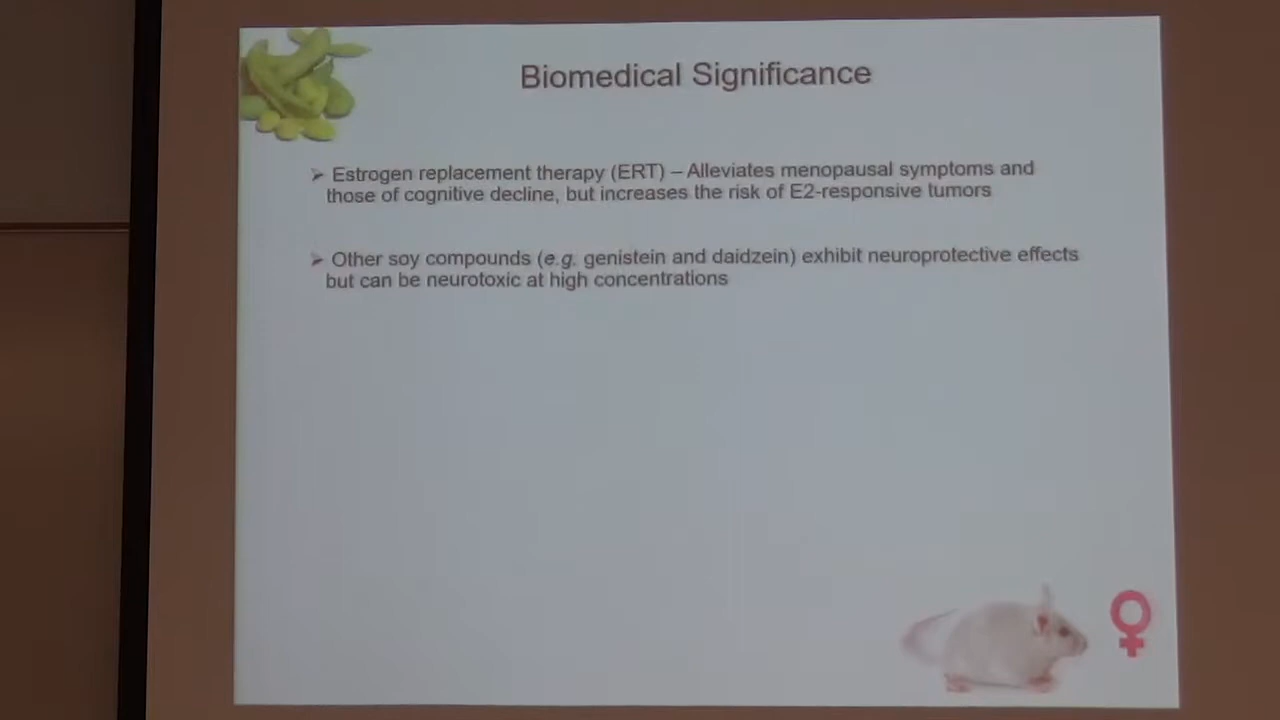 Biomedical Significance
➢ Estrogen replacement therapy (ERT) – Alleviates menopausal symptoms and
those of cognitive decline, but increases the risk of E2-responsive tumors
➢ Other soy compounds (e.g. genistein and daidzein) exhibit neuroprotective effects
but can be neurotoxic at high concentrations